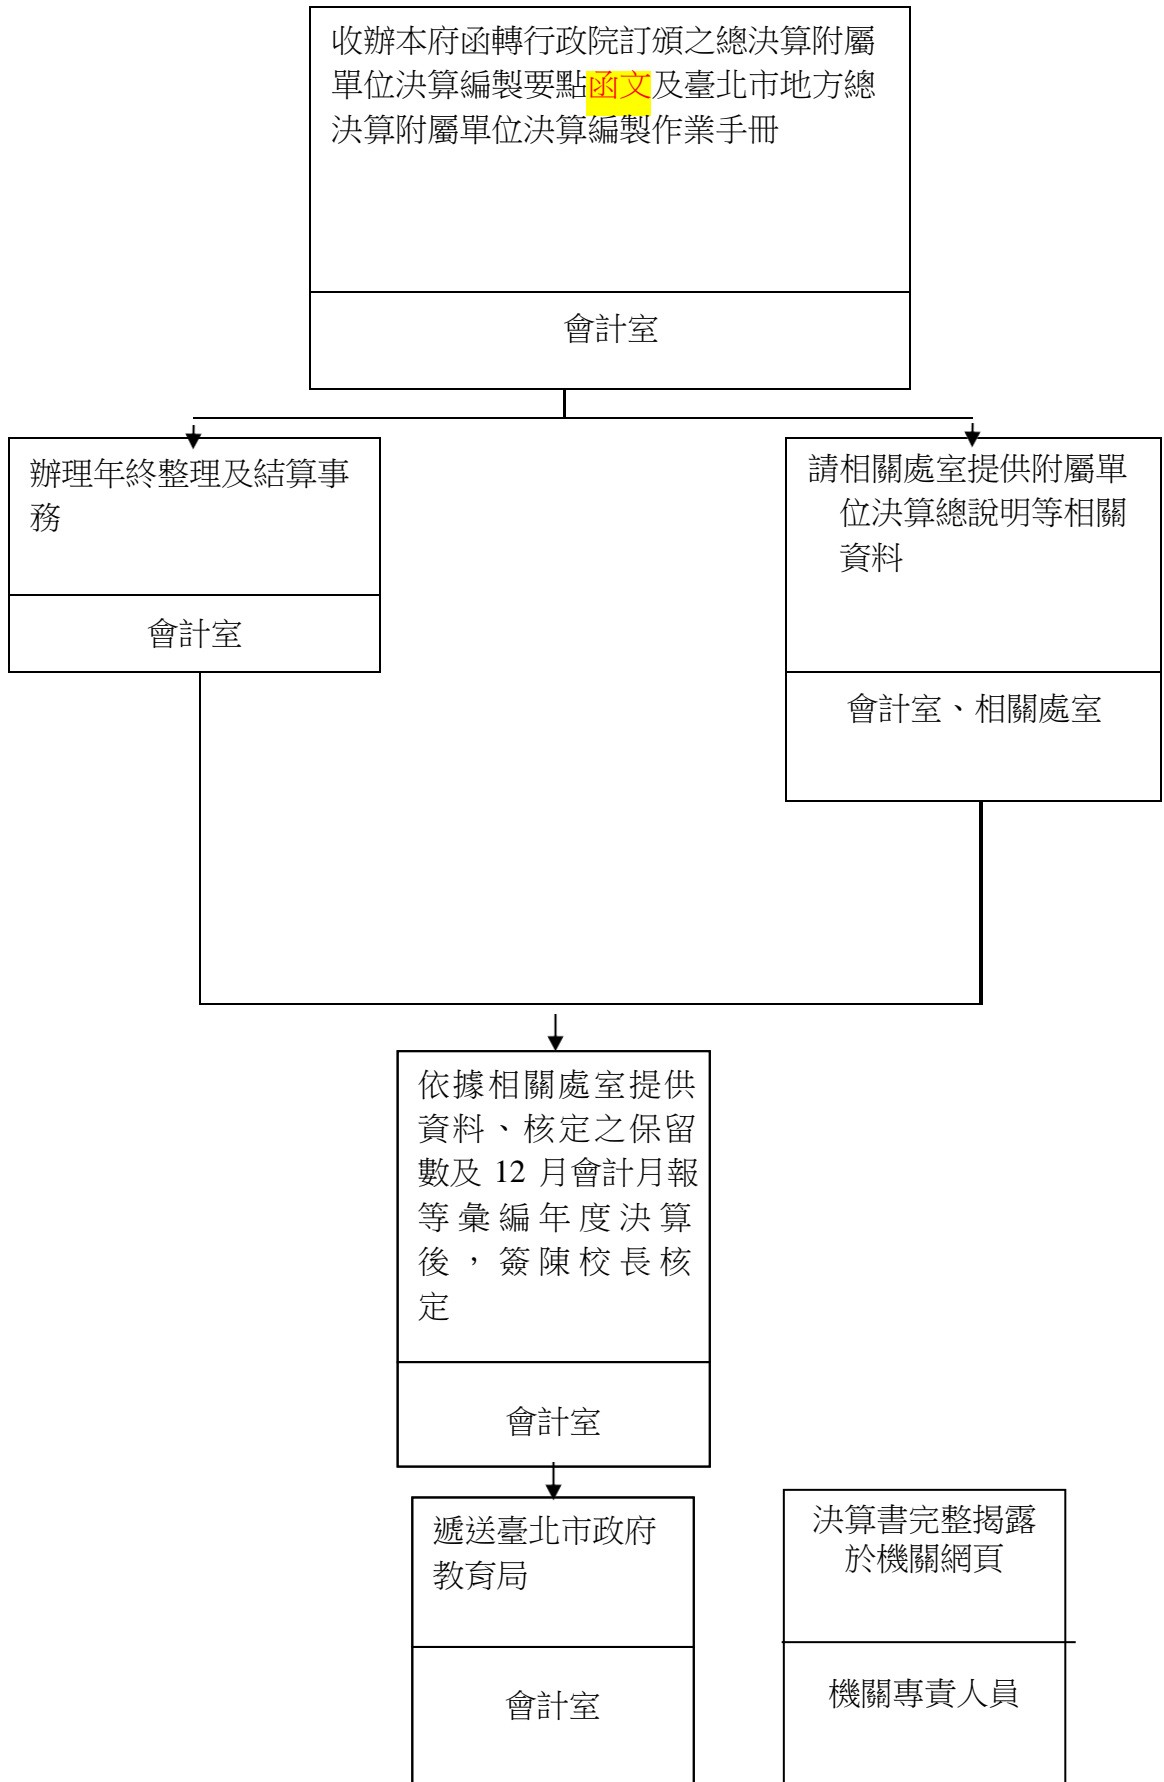 收辦本府函轉行政院訂頒之總決算附屬
單位決算編製要點函文及臺北市地方總
決算附屬單位決算編製作業手冊
會計室
辦理年終整理及結算事
務
會計室
請相關處室提供附屬單
位決算總說明等相關
資料
會計室、相關處室
依據相關處室提供
資料、核定之保留
數及 12 月會計月報
等彙編年度決算
後，簽陳校長核
定
會計室
遞送臺北市政府
教育局
會計室
決算書完整揭露
於機關網頁
機關專責人員